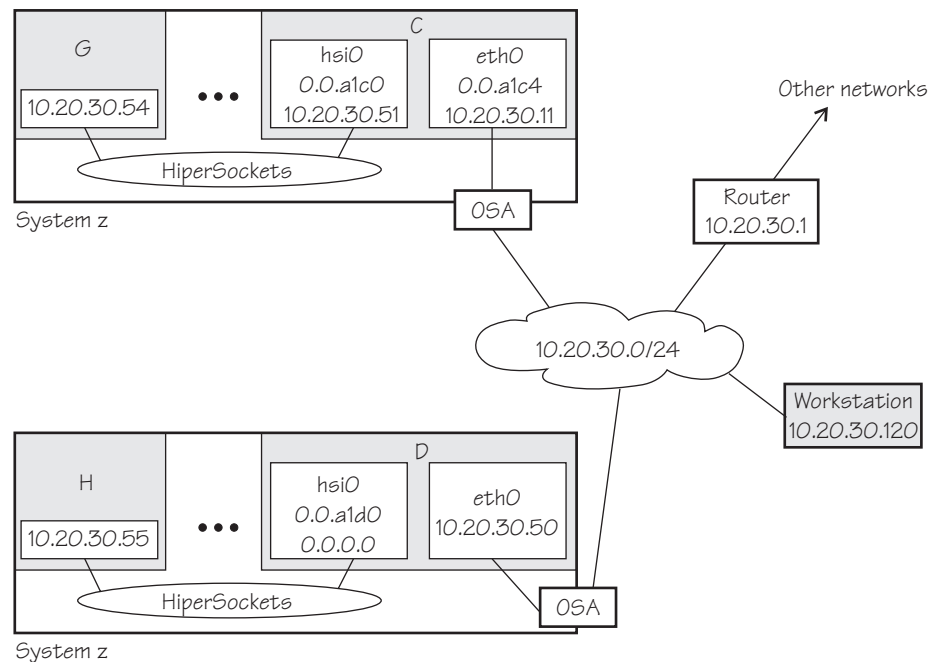 G
10.20.30.54
C
hsi0
0.0.a1c0
10.20.30.51
eth0
0.0.a1c4
10.20.30.11
HiperSockets
OSA
System z
Other networks
Router
10.20.30.1
10.20.30.0/24
Workstation
10.20.30.120
H
10.20.30.55
D
hsi0
0.0.a1d0
0.0.0.0
eth0
10.20.30.50
HiperSockets
OSA
System z